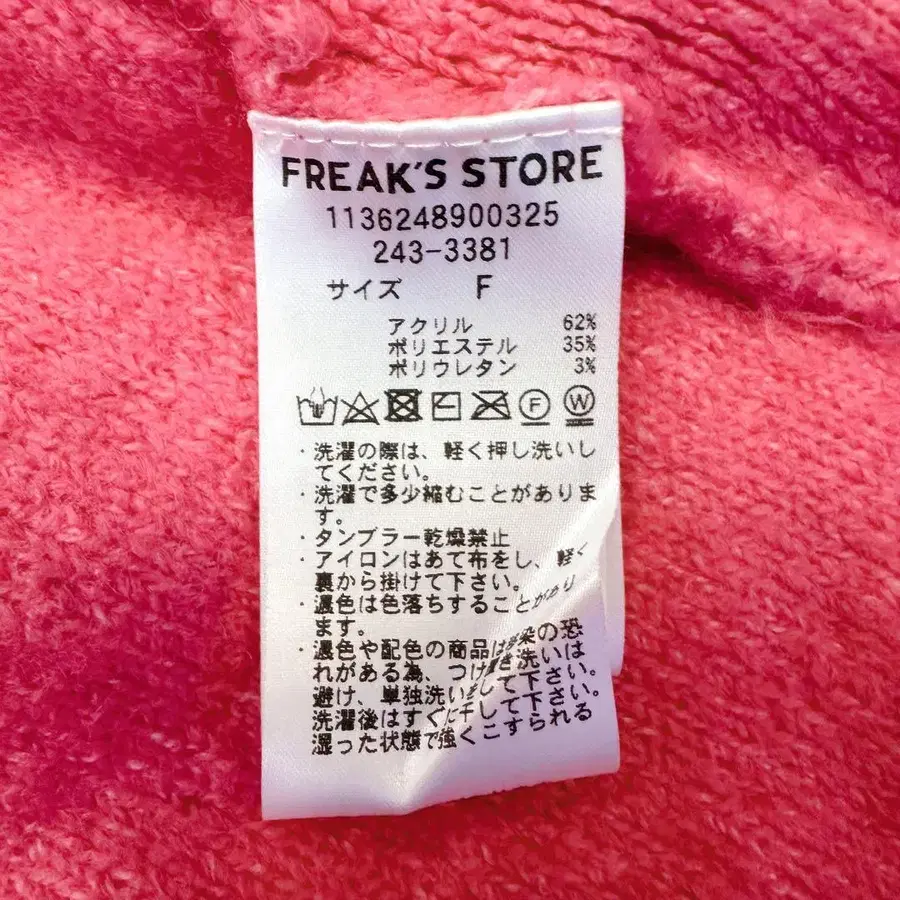 FREAK'S STORE
1136248900325
243-3381
サイズ F
アクリル 62%
ポリエステル 35%
ポリウレタン 3%
F W
・洗濯の際は、軽く押し洗いし
てください。
・洗濯で多少縮むことがありま
す。
・タンブラー乾燥禁止
・アイロンはあて布をし、軽く
裏から掛けて下さい。
・濃色は色落ちすることがあり
ます。
・濃色や配色の商品は移染の恐
れがある為、つけ置き洗いは
避け、単独洗いをして下さい。
洗濯後はすぐに干して下さい。
湿った状態で強くこすられる